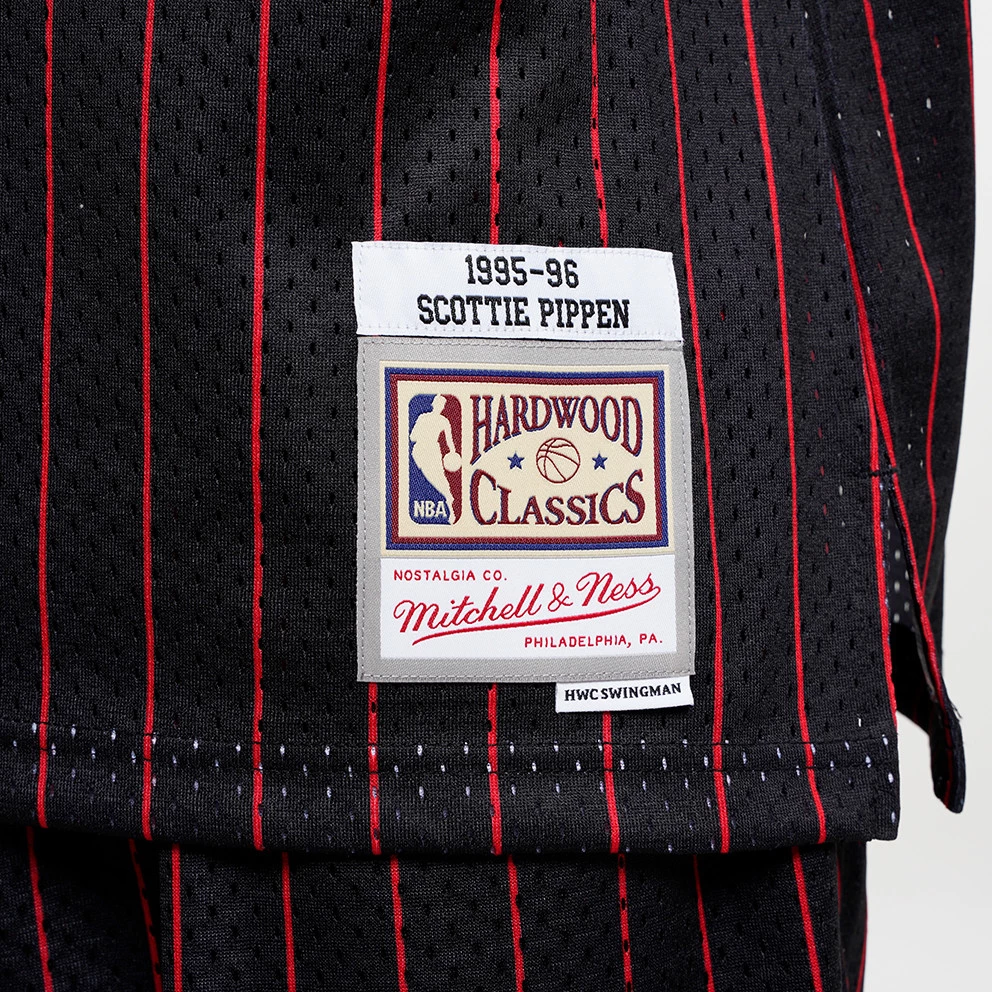 1995-96
SCOTTIE PIPPEN
HARDWOOD
CLASSICS
NBA
NOSTALGIA CO.
Mitchell & Ness
PHILADELPHIA, PA.
HWC SWINGMAN